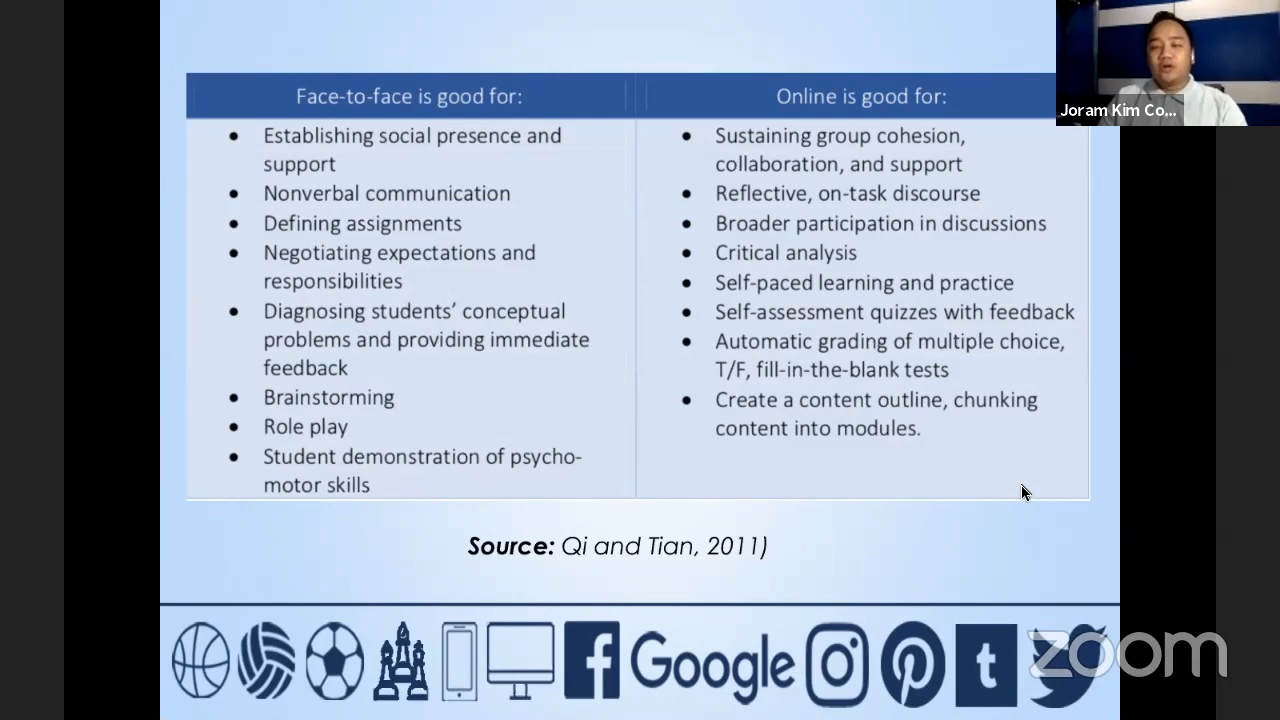 Joram Kim Co...
Face-to-face is good for:
Online is good for:
• Establishing social presence and
support
• Nonverbal communication
• Defining assignments
• Negotiating expectations and
responsibilities
• Diagnosing students’ conceptual
problems and providing immediate
feedback
• Brainstorming
• Role play
• Student demonstration of psycho-
motor skills
• Sustaining group cohesion,
collaboration, and support
• Reflective, on-task discourse
• Broader participation in discussions
• Critical analysis
• Self-paced learning and practice
• Self-assessment quizzes with feedback
• Automatic grading of multiple choice,
T/F, fill-in-the-blank tests
• Create a content outline, chunking
content into modules.
Source: Qi and Tian, 2011)
f Google t zoom